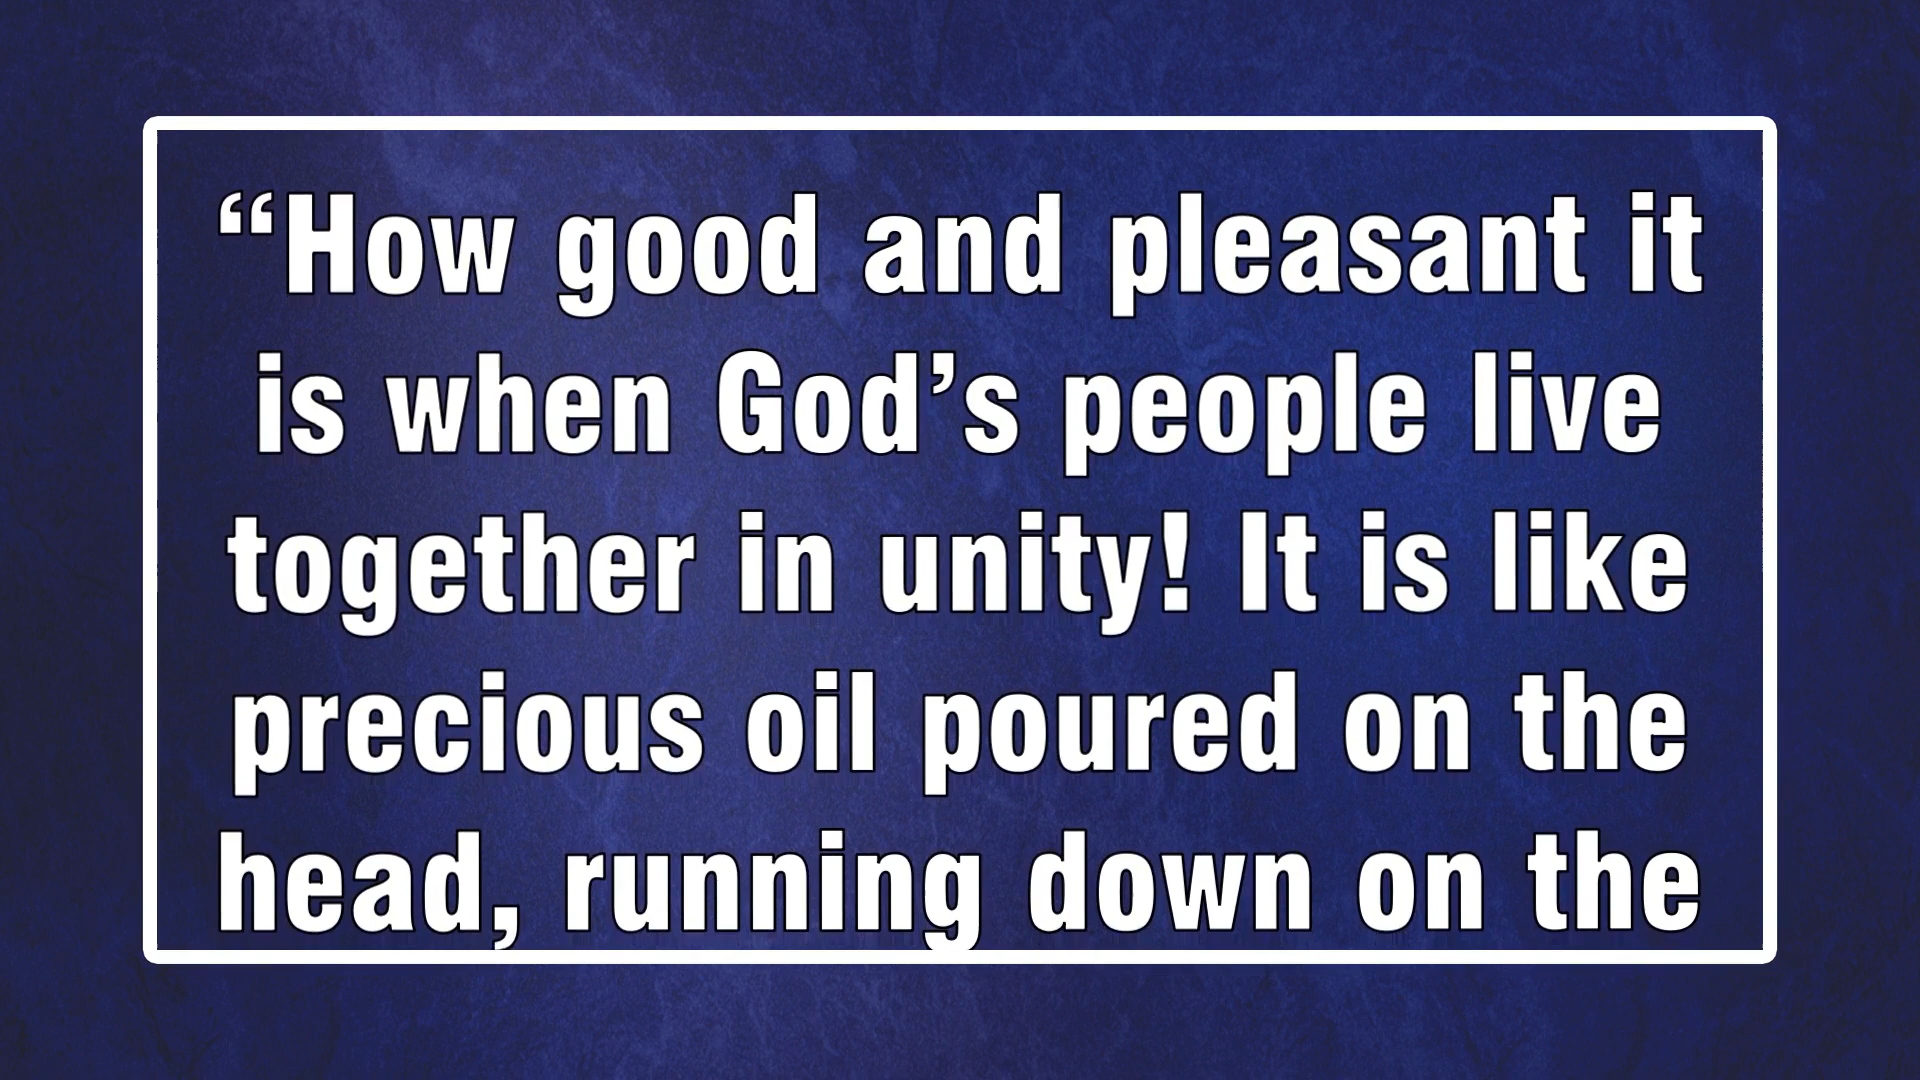 “How good and pleasant it
is when God’s people live
together in unity! It is like
precious oil poured on the
head, running down on the